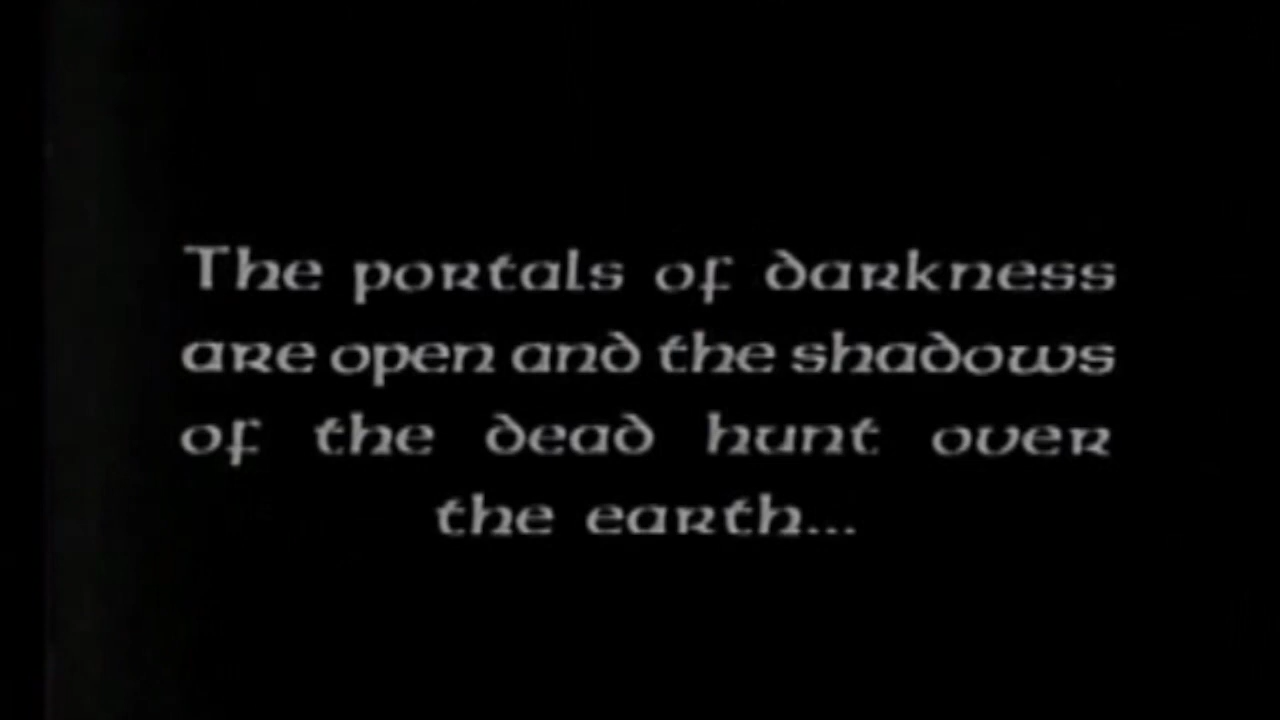 The portals of darkness
are open and the shadows
of the dead hunt over
the earth...